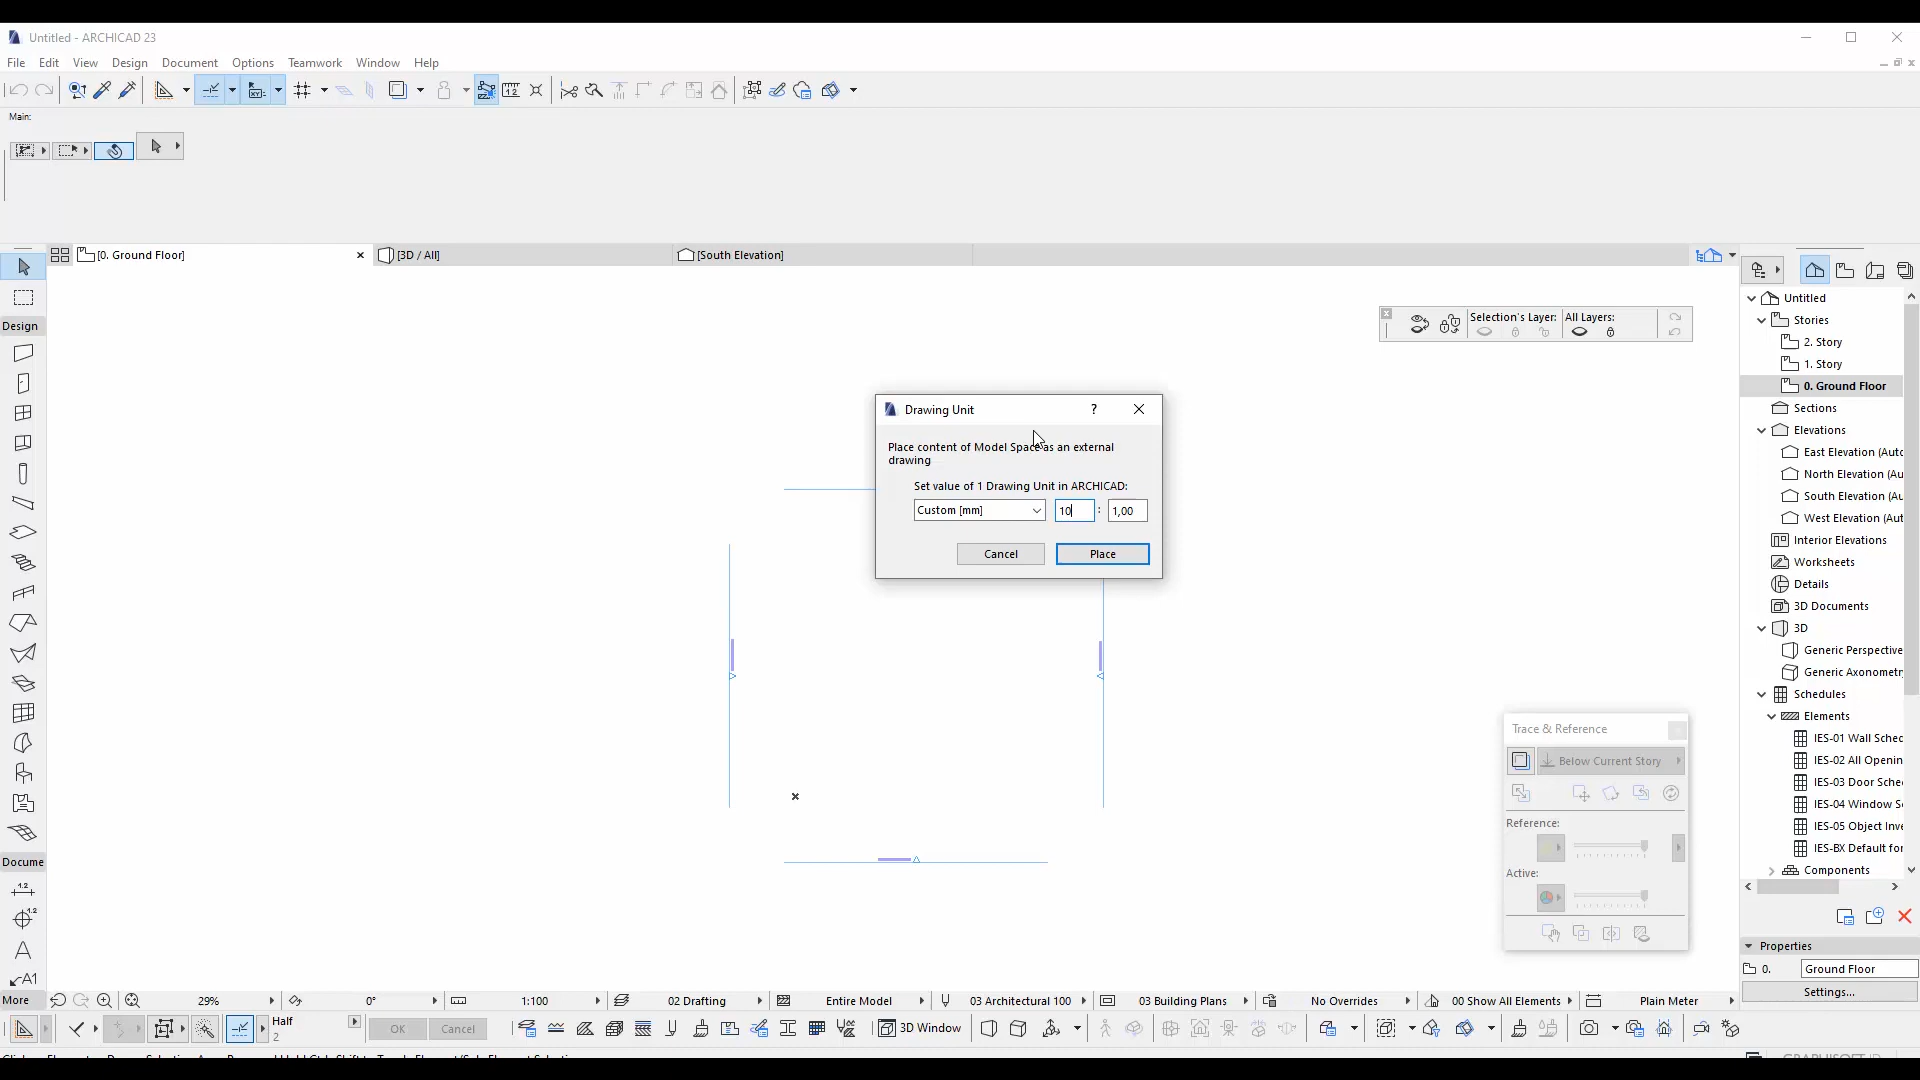 Untitled - ARCHICAD 23
File Edit View Design Document Options Teamwork Window Help
Main:
[0. Ground Floor]
[3D / All]
[South Elevation]
Design
Selection's Layer: All Layers:
Drawing Unit
?
Place content of Model Space as an external
drawing
Set value of 1 Drawing Unit in ARCHICAD:
Custom [mm] 10 : 1,00
Cancel Place
Untitled
Stories
2. Story
1. Story
0. Ground Floor
Sections
Elevations
East Elevation (Auto
North Elevation (Au
South Elevation (Au
West Elevation (Aut
Interior Elevations
Worksheets
Details
3D Documents
3D
Generic Perspective
Generic Axonometr
Schedules
Elements
IES-01 Wall Sched
IES-02 All Openin
IES-03 Door Sche
IES-04 Window S
IES-05 Object Inve
IES-BX Default for
Components
Trace & Reference
Below Current Story
Reference:
Active:
Docume
1.2
1.2
A
A1
More
Properties
0. Ground Floor
Settings...
29% 0° 1:100 02 Drafting Entire Model 03 Architectural 100 03 Building Plans No Overrides 00 Show All Elements Plain Meter
Half
2
OK Cancel
3D Window